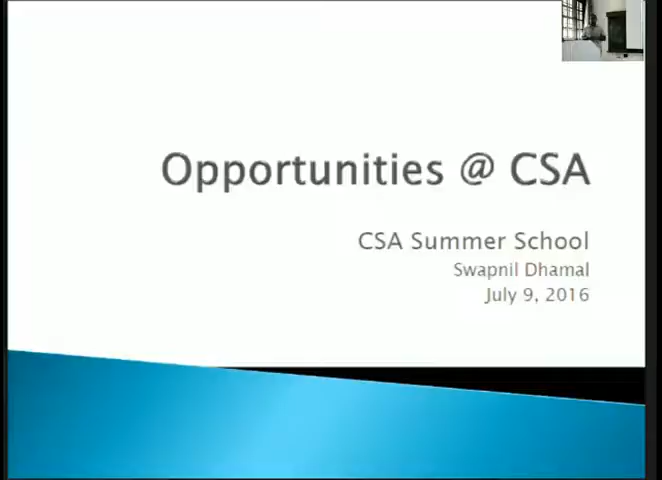 Opportunities @ CSA
CSA Summer School
Swapnil Dhamal
July 9, 2016